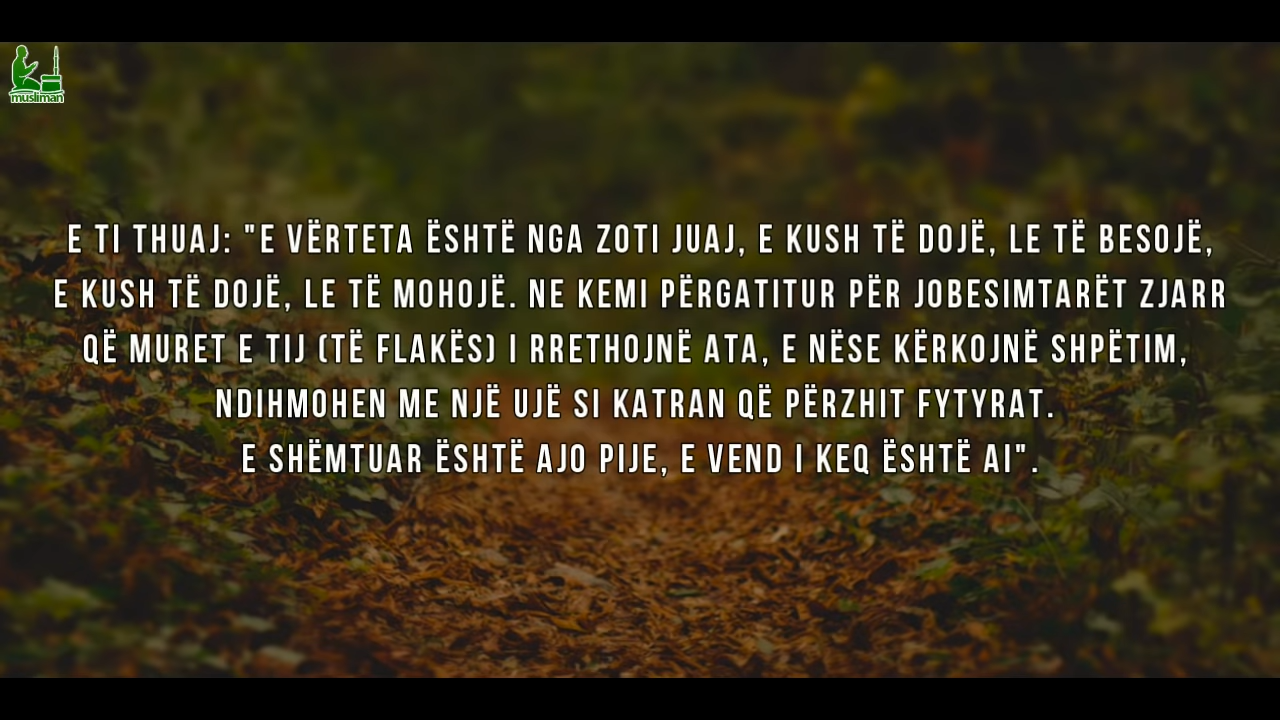 musliman
E TI THUAJ: "E VËRTETA ËSHTË NGA ZOTI JUAJ, E KUSH TË DOJË, LE TË BESOJË,
E KUSH TË DOJË, LE TË MOHOJË. NE KEMI PËRGATITUR PËR JOBESIMTARËT ZJARR
QË MURET E TIJ (TË FLAKËS) I RRETHOJNË ATA, E NËSE KËRKOJNË SHPËTIM,
NDIHMOHEN ME NJË UJË SI KATRAN QË PËRZHIT FYTYRAT.
E SHËMTUAR ËSHTË AJO PIJE, E VEND I KEQ ËSHTË AI".